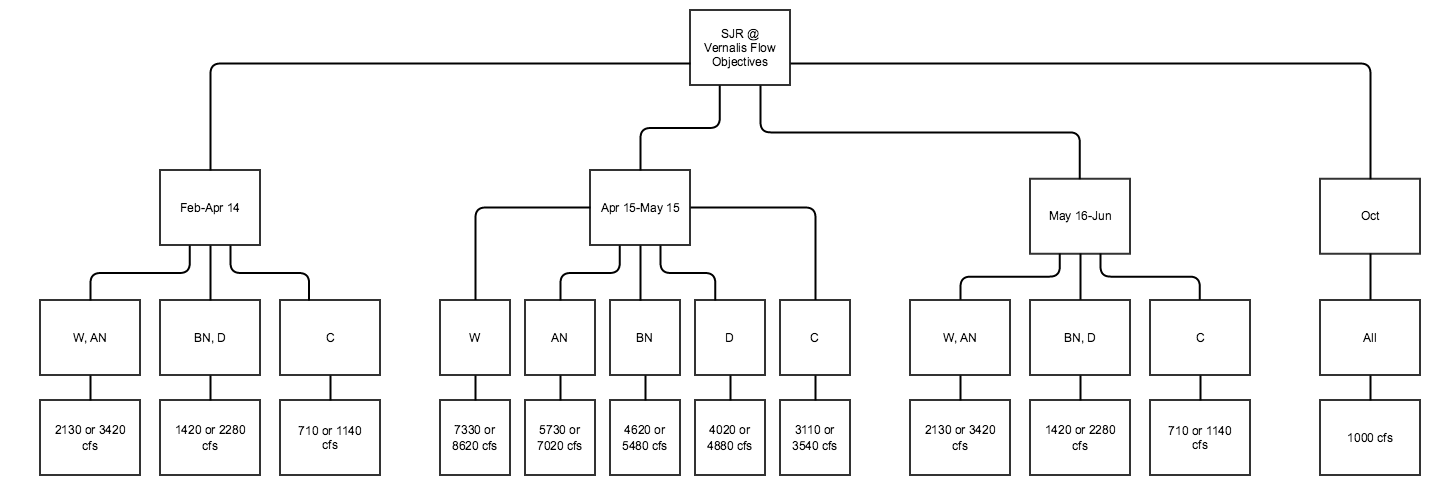 SJR @
Vernalis Flow
Objectives
Feb-Apr 14
Apr 15-May 15
May 16-Jun
Oct
W, AN
BN, D
C
W
AN
BN
D
C
W, AN
BN, D
C
All
2130 or 3420
cfs
1420 or 2280
cfs
710 or 1140
cfs
7330 or
8620 cfs
5730 or
7020 cfs
4620 or
5480 cfs
4020 or
4880 cfs
3110 or
3540 cfs
2130 or 3420
cfs
1420 or 2280
cfs
710 or 1140
cfs
1000 cfs